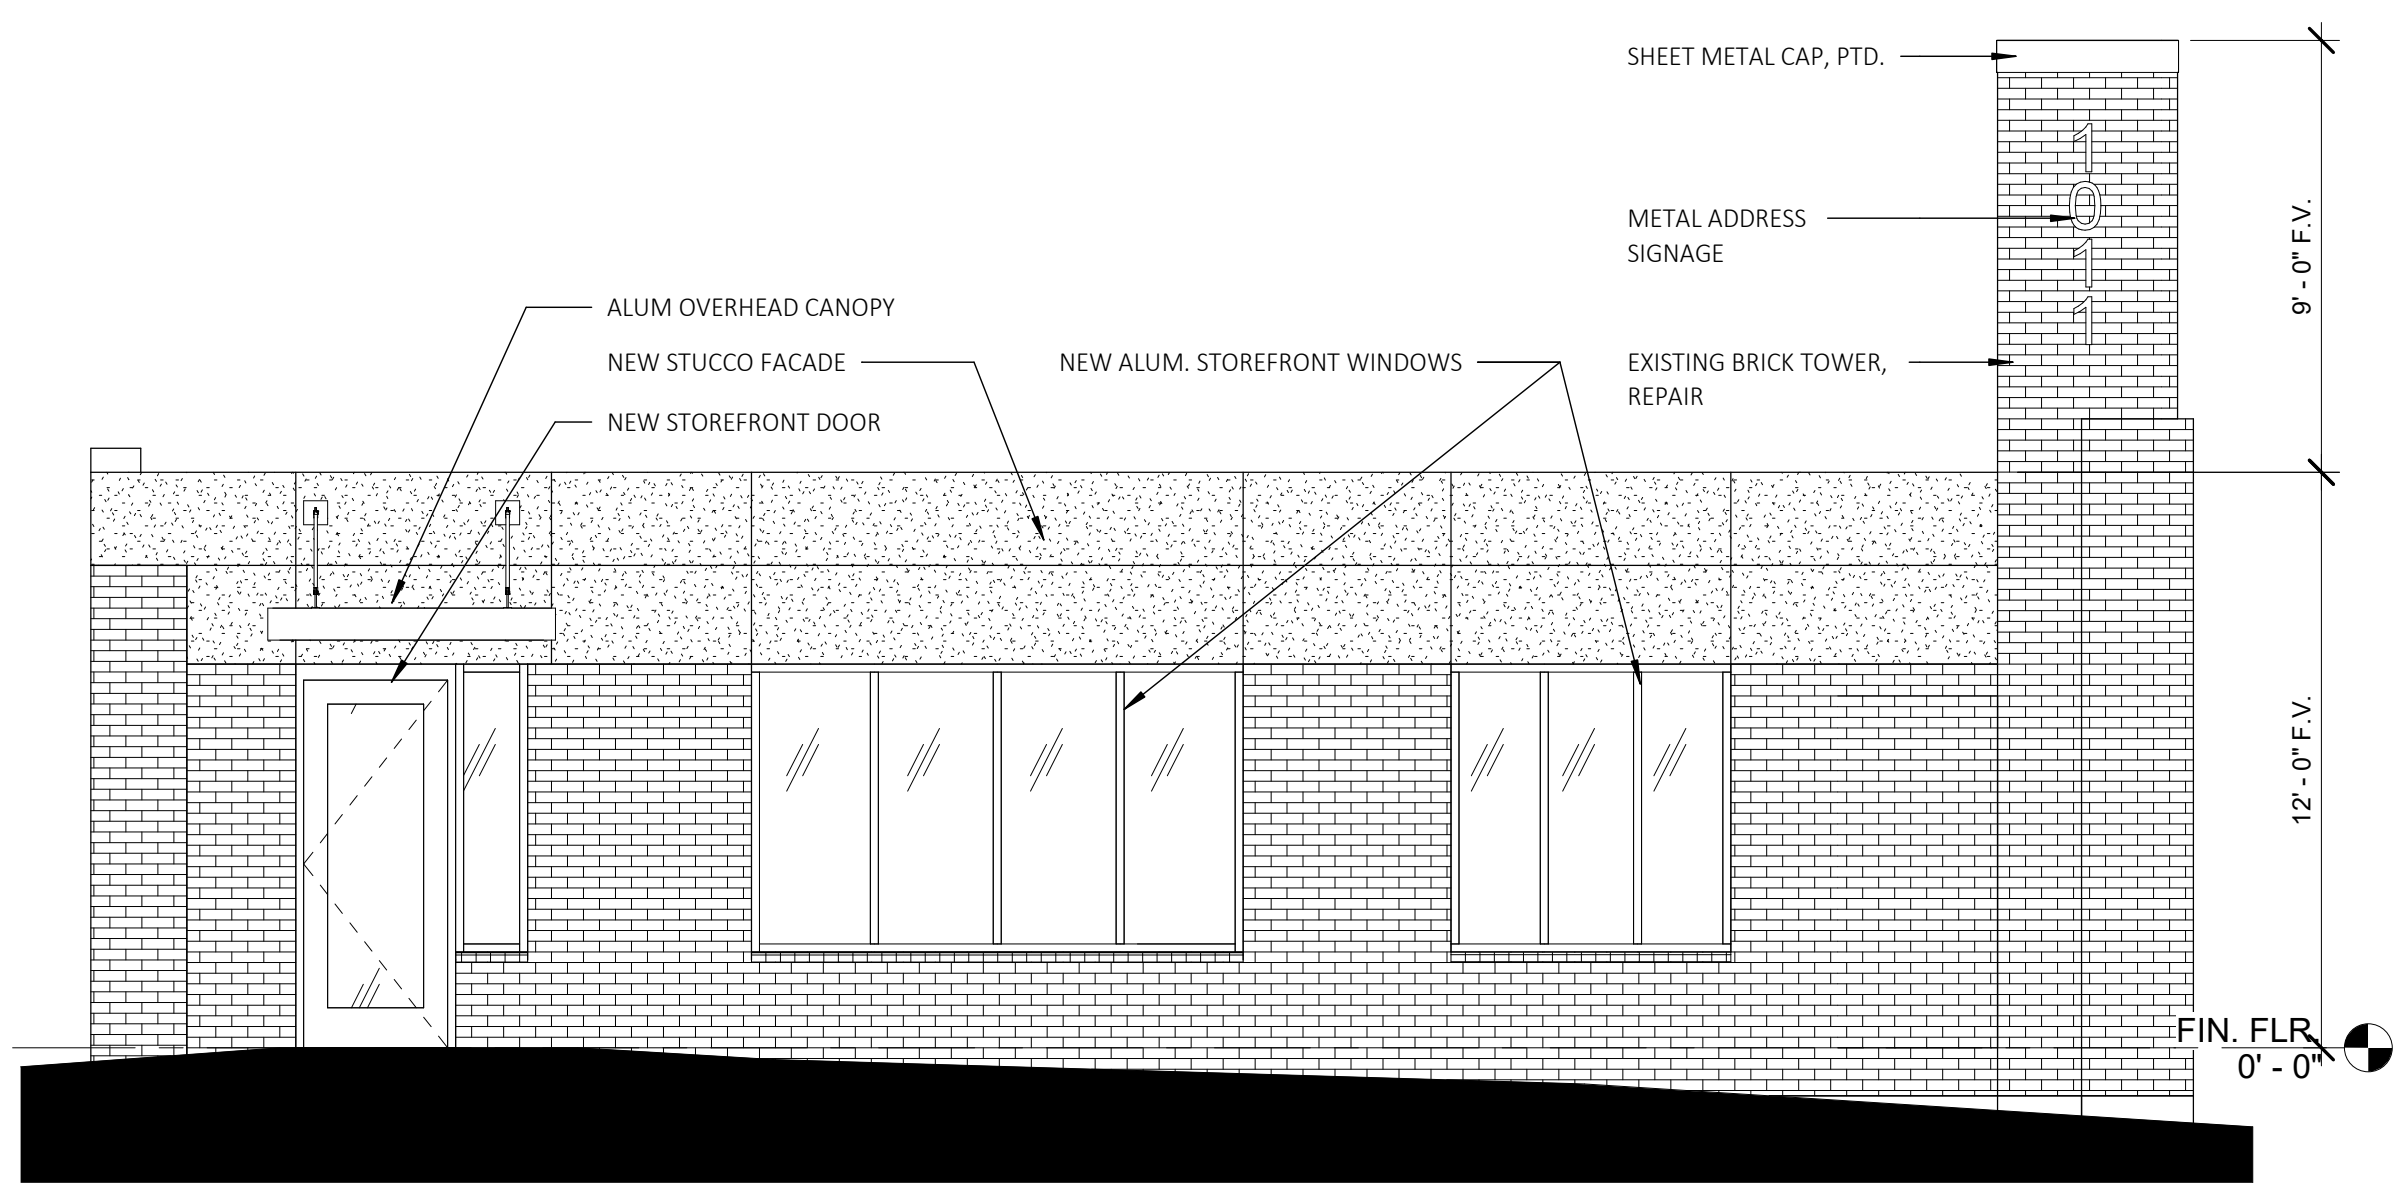 SHEET METAL CAP, PTD.
1
0
1
1
METAL ADDRESS
SIGNAGE
9' - 0" F.V.
ALUM OVERHEAD CANOPY
NEW STUCCO FACADE
NEW ALUM. STOREFRONT WINDOWS
EXISTING BRICK TOWER,
REPAIR
NEW STOREFRONT DOOR
12' - 0" F.V.
FIN. FLR.
0' - 0"